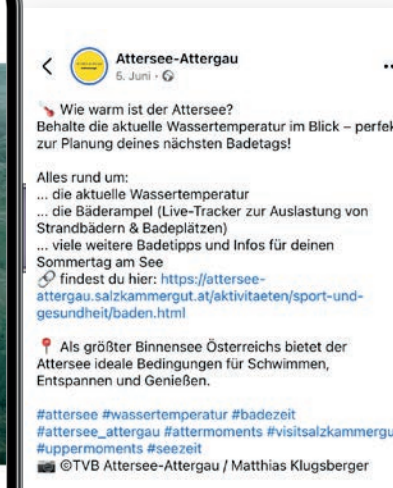 Attersee-Attergau
5. Juni ·
Wie warm ist der Attersee?
Behalte die aktuelle Wassertemperatur im Blick –
zur Planung deines nächsten Badetags!
Alles rund um:
... die aktuelle Wassertemperatur
... die Bäderampel (Live-Tracker zur Auslastung von
Strandbädern & Badeplätzen)
... viele weitere Badetipps und Infos für deinen
Sommertag am See
findest du hier: https://attersee-
attergau.salzkammergut.at/aktivitaeten/sport-und-
gesundheit/baden.html
Als größter Binnensee Österreichs bietet der
Attersee ideale Bedingungen für Schwimmen,
Entspannen und Genießen.
#attersee #wassertemperatur #badezeit
#attersee_attergau #attermoments #visitsalzkammergu
#uppermoments #seezeit
©TVB Attersee-Attergau / Matthias Klugsberger